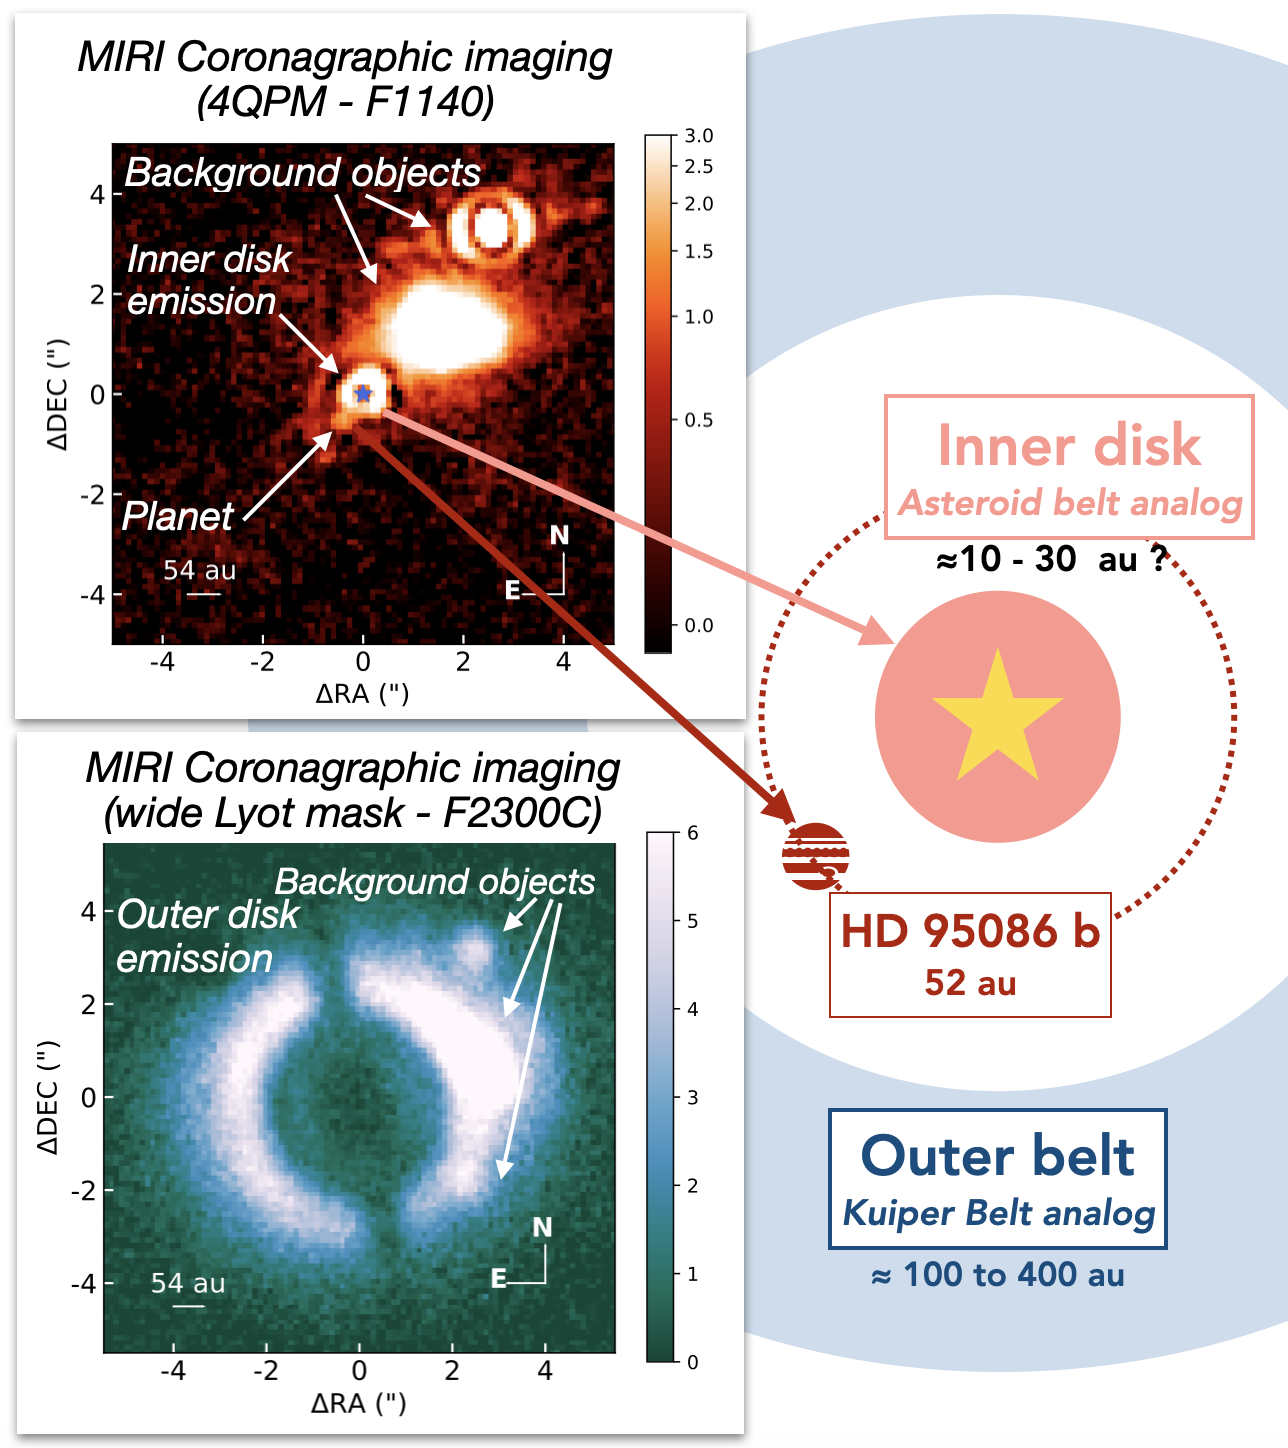 MIRI Coronagraphic imaging
(4QPM - F1140)
Background objects
Inner disk
emission
Planet
54 au
N
E
4
2
0
-2
-4
ΔDEC (")
-4
-2
0
2
4
ΔRA (")
3.0
2.5
2.0
1.5
1.0
0.5
0.0
Inner disk
Asteroid belt analog
≈10 - 30 au ?
HD 95086 b
52 au
Outer belt
Kuiper Belt analog
≈ 100 to 400 au
MIRI Coronagraphic imaging
(wide Lyot mask - F2300C)
Background objects
Outer disk
emission
54 au
N
E
4
2
0
-2
-4
ΔDEC (")
-4
-2
0
2
4
ΔRA (")
6
5
4
3
2
1
0